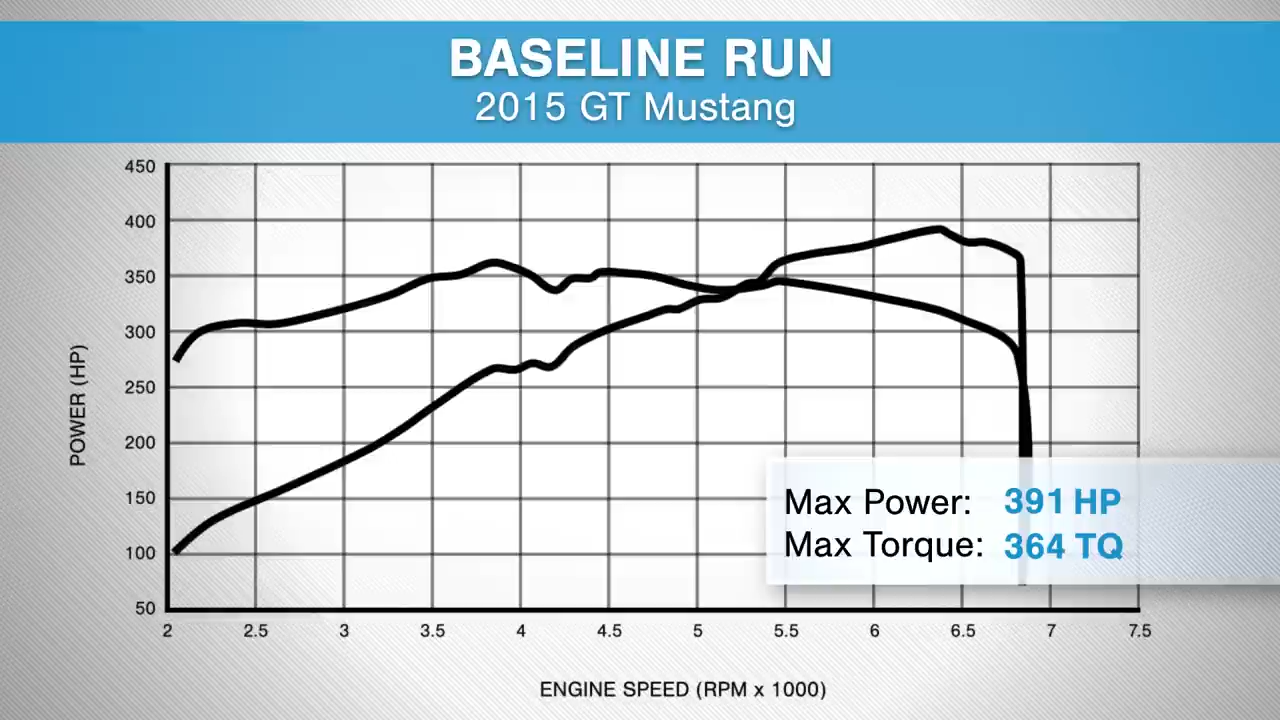 BASELINE RUN
2015 GT Mustang
450
400
350
300
250
200
150
100
50
POWER (HP)
2 2.5 3 3.5 4 4.5 5 5.5 6 6.5 7 7.5
ENGINE SPEED (RPM x 1000)
Max Power: 391 HP
Max Torque: 364 TQ